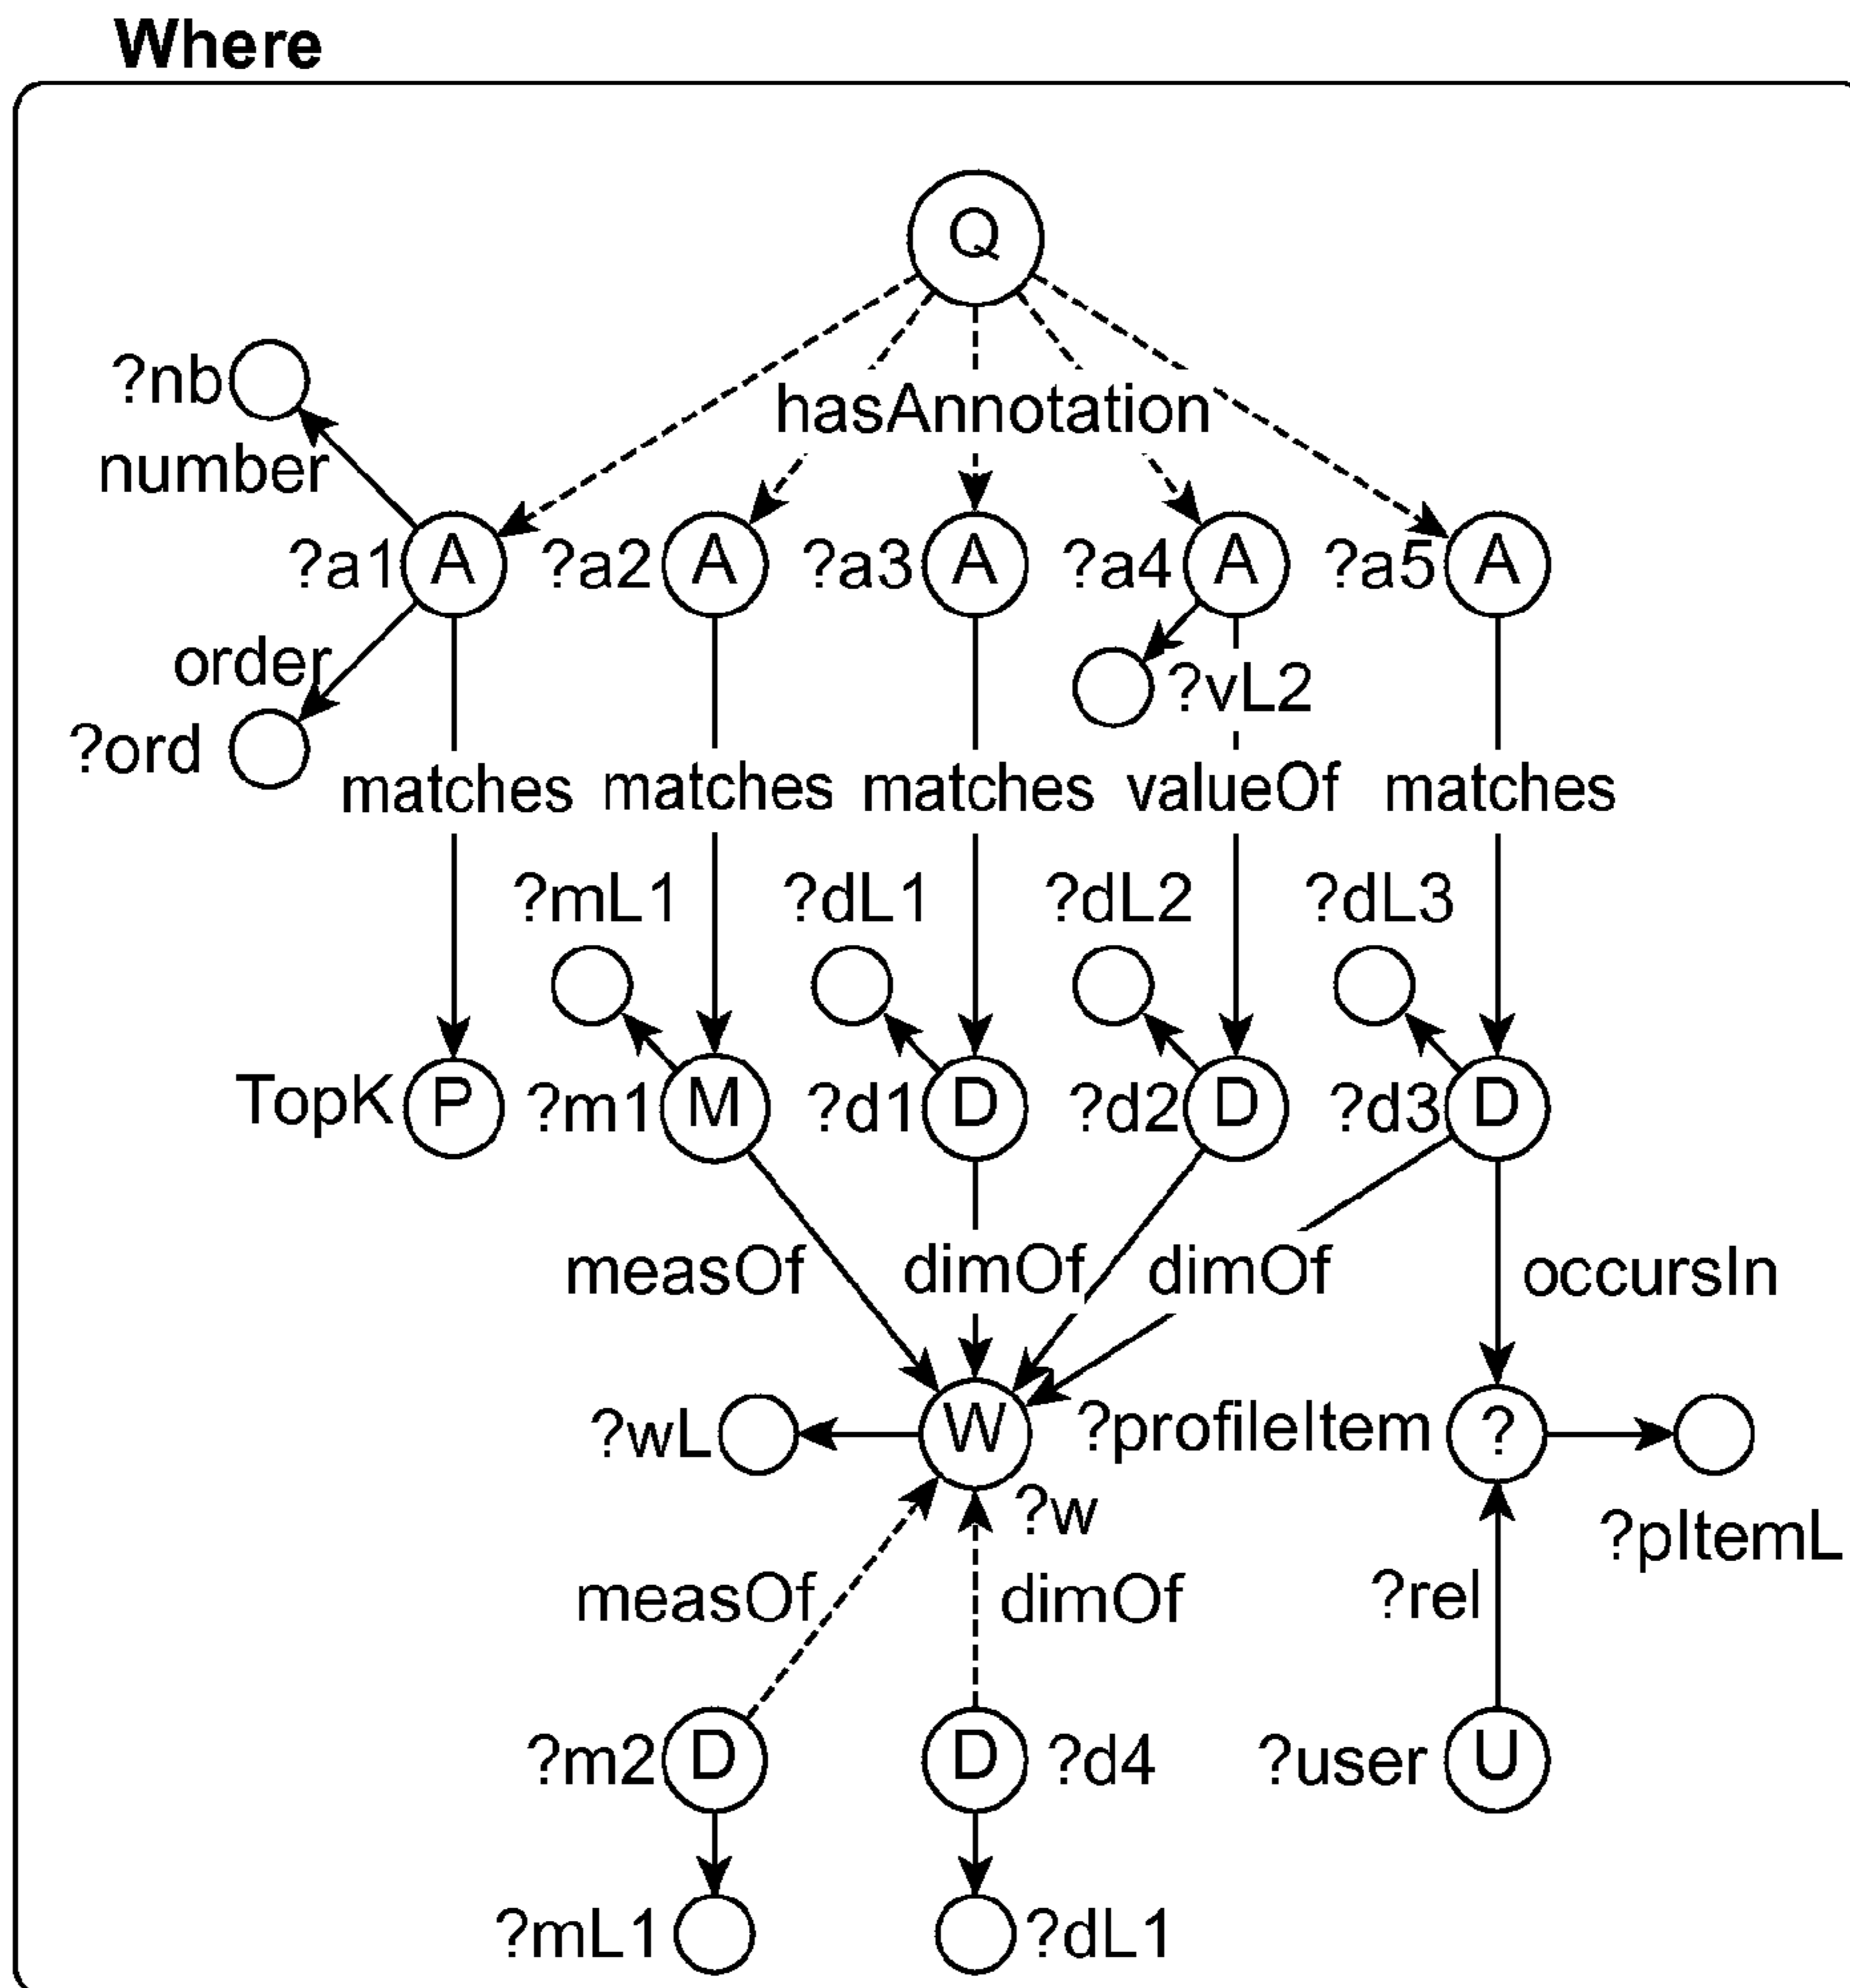 Where
Q
?nb
hasAnnotation
number
?a1 A ?a2 A ?a3 A ?a4 A ?a5 A
order
?vL2
?ord
matches matches matches valueOf matches
?mL1 ?dL1 ?dL2 ?dL3
TopK P ?m1 M ?d1 D ?d2 D ?d3 D
measOf dimOf dimOf occursIn
?wL W ?profileItem ?
?w
?pItemL
measOf dimOf ?rel
?m2 D D ?d4 ?user U
?mL1 ?dL1